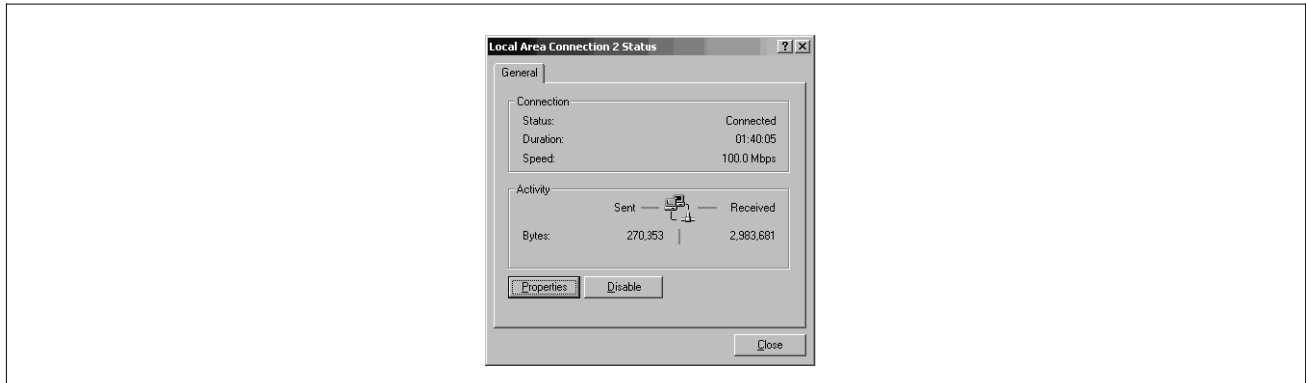 Local Area Connection 2 Status
General
Connection
Status: Connected
Duration: 01:40:05
Speed: 100.0 Mbps
Activity
Sent Received
Bytes: 270,353 2,983,681
Properties Disable
Close